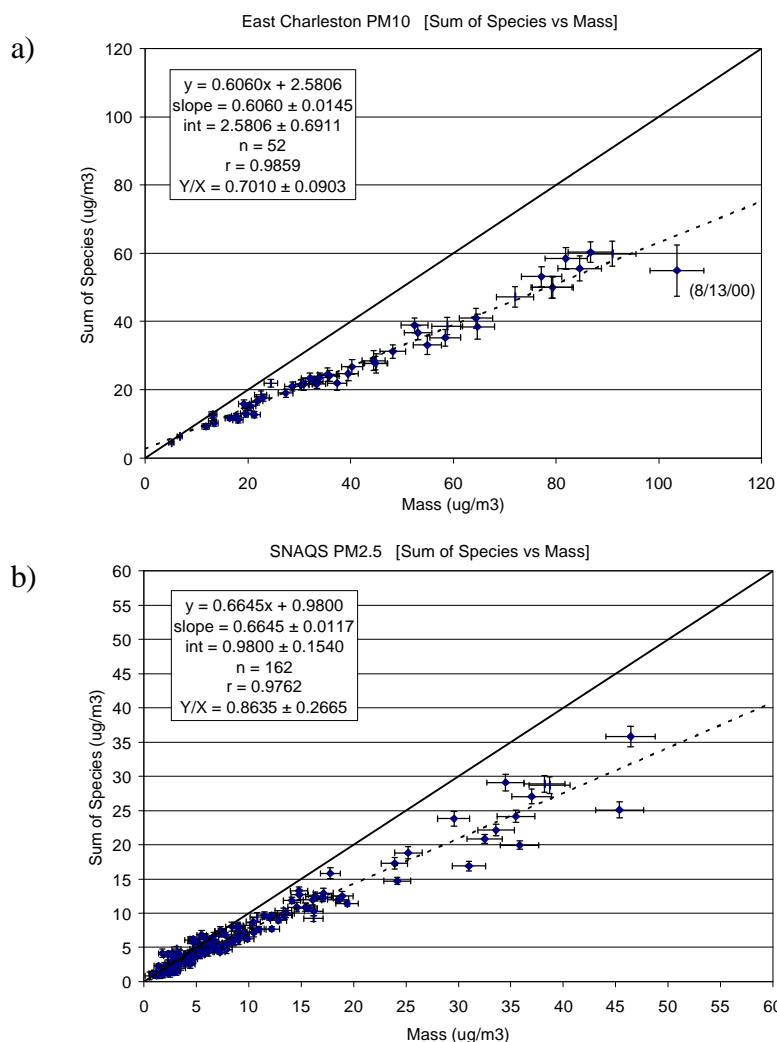 East Charleston PM10 [Sum of Species vs Mass]
a)
y = 0.6060x + 2.5806
slope = 0.6060 ± 0.0145
int = 2.5806 ± 0.6911
n = 52
r = 0.9859
Y/X = 0.7010 ± 0.0903
120
100
80
60
40
20
0
Sum of Species (ug/m3)
(8/13/00)
0 20 40 60 80 100 120
Mass (ug/m3)
SNAQS PM2.5 [Sum of Species vs Mass]
b)
y = 0.6645x + 0.9800
slope = 0.6645 ± 0.0117
int = 0.9800 ± 0.1540
n = 162
r = 0.9762
Y/X = 0.8635 ± 0.2665
60
55
50
45
40
35
30
25
20
15
10
5
0
Sum of Species (ug/m3)
0 5 10 15 20 25 30 35 40 45 50 55 60
Mass (ug/m3)